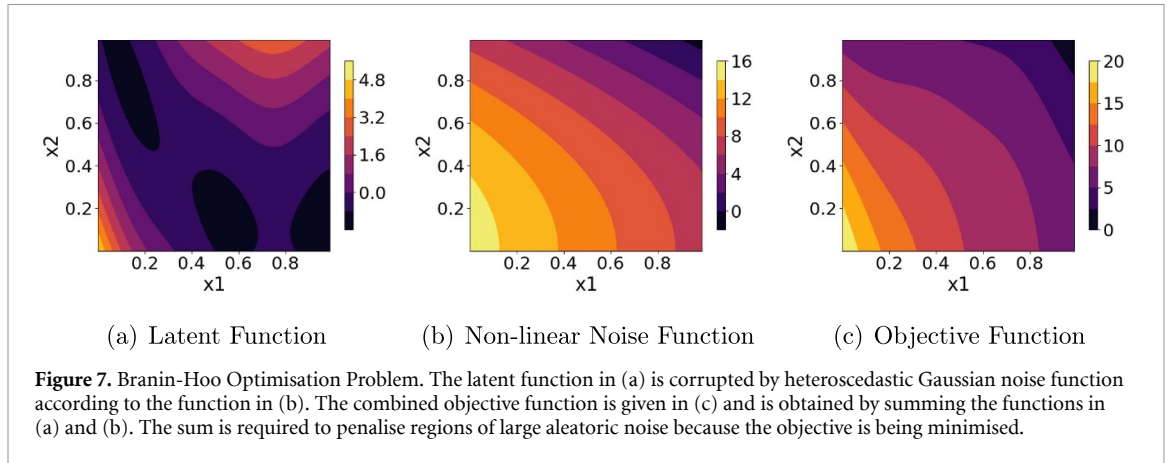 0.8
0.6
0.4
0.2
x2
0.2 0.4 0.6 0.8
x1
4.8
3.2
1.6
0.0
0.8
0.6
0.4
0.2
x2
0.2 0.4 0.6 0.8
x1
16
12
8
4
0
0.8
0.6
0.4
0.2
x2
0.2 0.4 0.6 0.8
x1
20
15
10
5
0
(a) Latent Function
(b) Non-linear Noise Function
(c) Objective Function
Figure 7. Branin-Hoo Optimisation Problem. The latent function in (a) is corrupted by heteroscedastic Gaussian noise function
according to the function in (b). The combined objective function is given in (c) and is obtained by summing the functions in
(a) and (b). The sum is required to penalise regions of large aleatoric noise because the objective is being minimised.